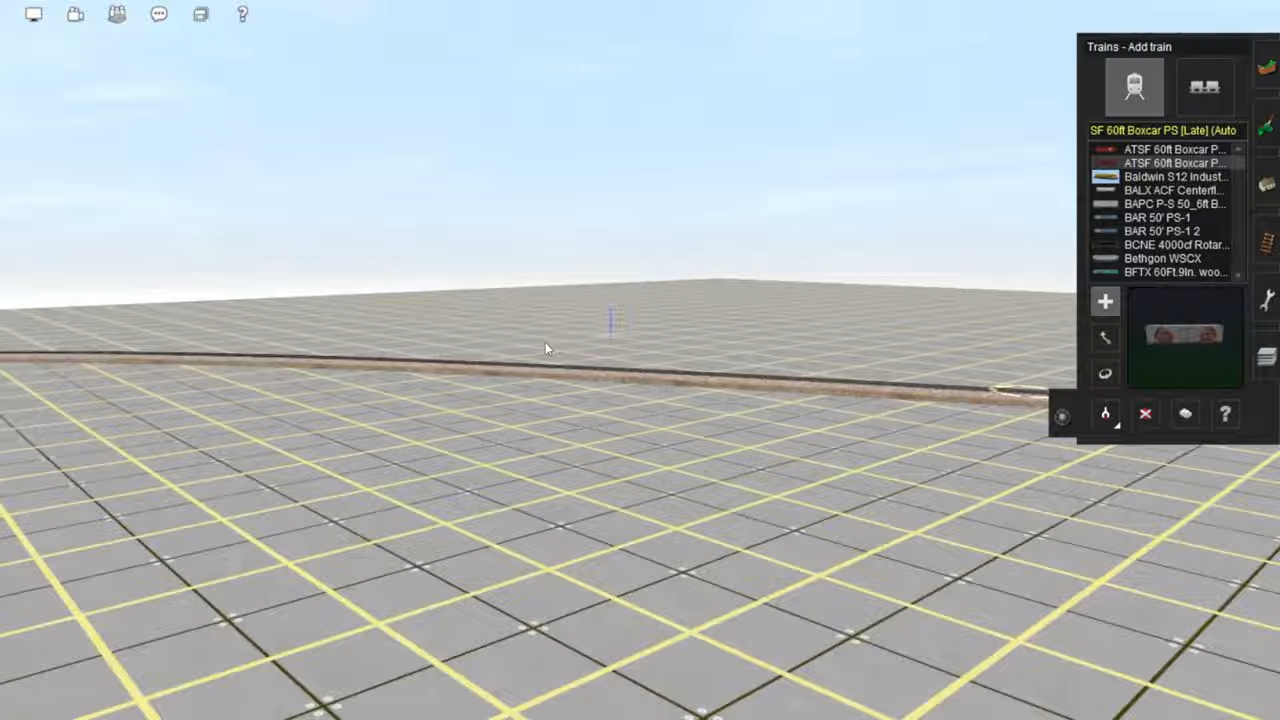 Trains - Add train
SF 60ft Boxcar PS [Late] (Auto
ATSF 60ft Boxcar P...
ATSF 60ft Boxcar P...
Baldwin S12 Indust...
BALX ACF Centerfl...
BAPC P-S 50_6ft B...
BAR 50' PS-1
BAR 50' PS-1 2
BCNE 4000cf Rotar...
Bethgon WSCX
BFTX 60Ft.9In. woo...